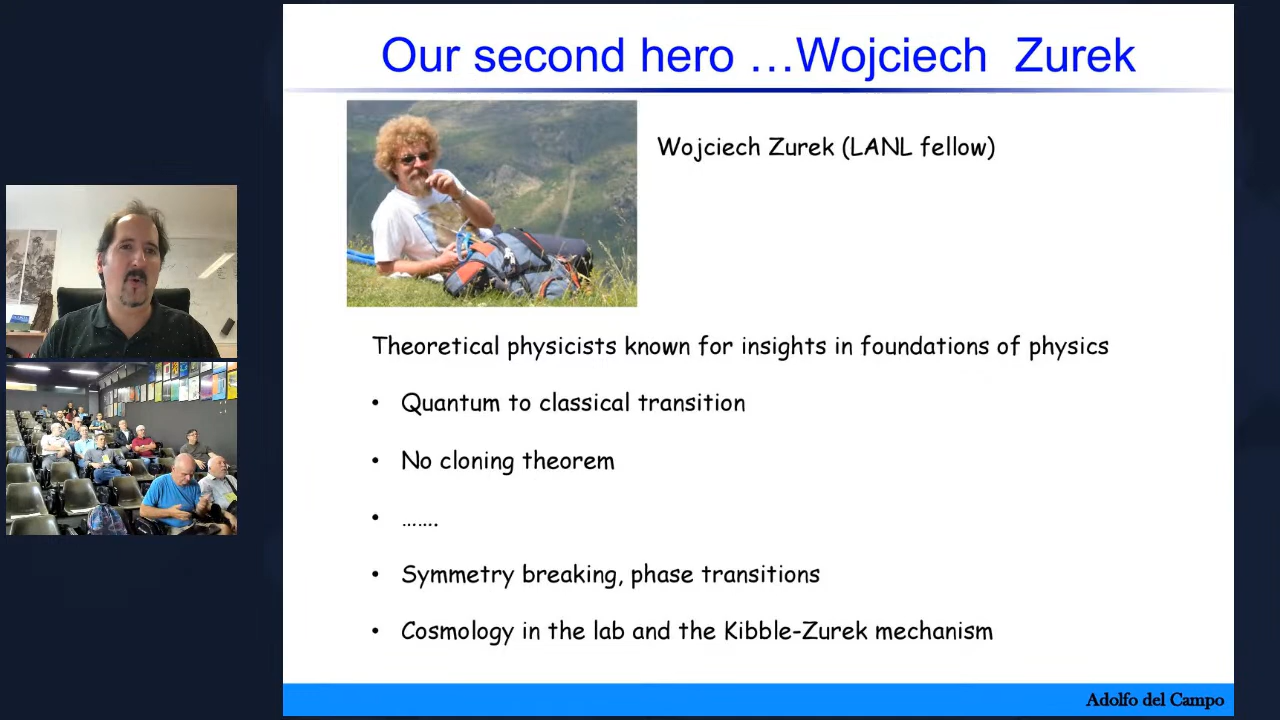 Our second hero …Wojciech Zurek
Wojciech Zurek (LANL fellow)
Theoretical physicists known for insights in foundations of physics
• Quantum to classical transition
• No cloning theorem
• …….
• Symmetry breaking, phase transitions
• Cosmology in the lab and the Kibble-Zurek mechanism
Adolfo del Campo